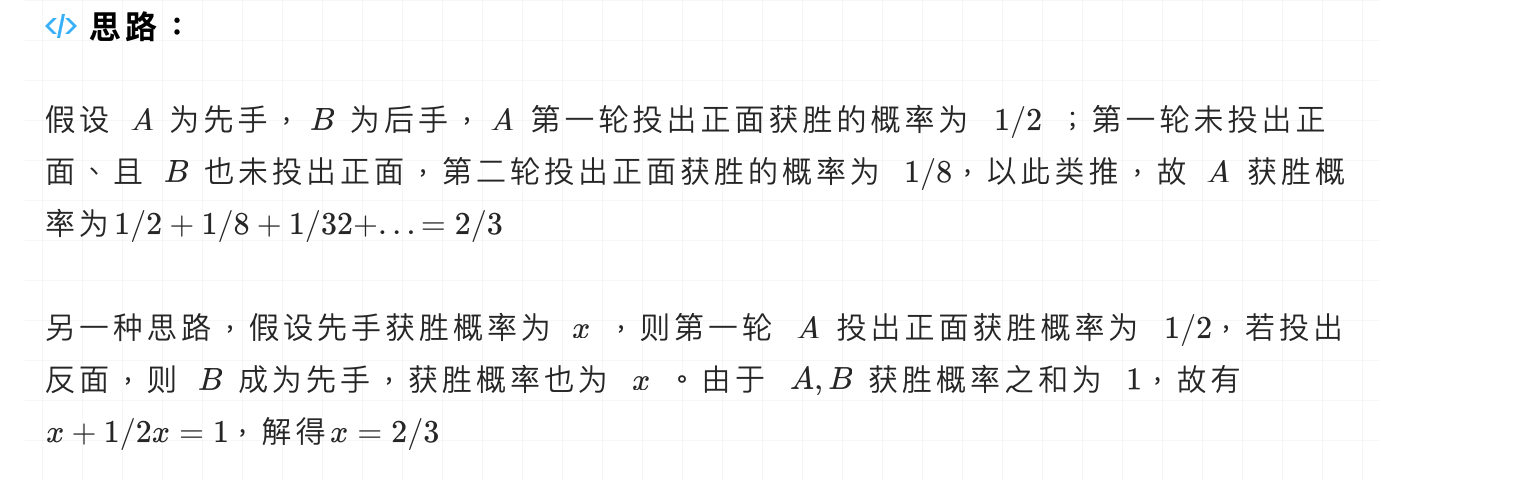 </> 思路：
假设 A 为先手，B 为后手，A 第一轮投出正面获胜的概率为 1/2 ；第一轮未投出正
面、且 B 也未投出正面，第二轮投出正面获胜的概率为 1/8，以此类推，故 A 获胜概
率为1/2 + 1/8 + 1/32+... = 2/3
另一种思路，假设先手获胜概率为 x ，则第一轮 A 投出正面获胜概率为 1/2，若投出
反面，则 B 成为先手，获胜概率也为 x 。由于 A, B 获胜概率之和为 1，故有
x + 1/2x = 1，解得x = 2/3